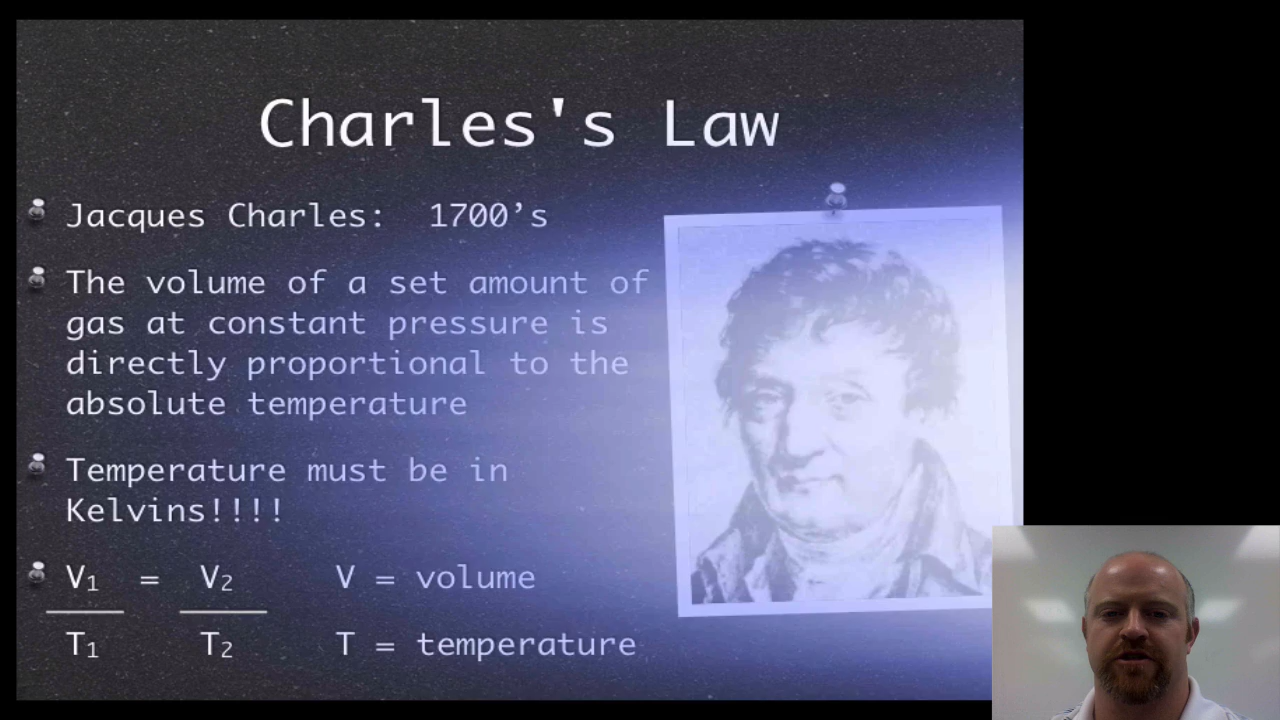 Charles's Law
Jacques Charles:  1700’s
The volume of a set amount of
gas at constant pressure is
directly proportional to the
absolute temperature
Temperature must be in
Kelvins!!!!
V₁ = V₂ V = volume
T₁ T₂ T = temperature